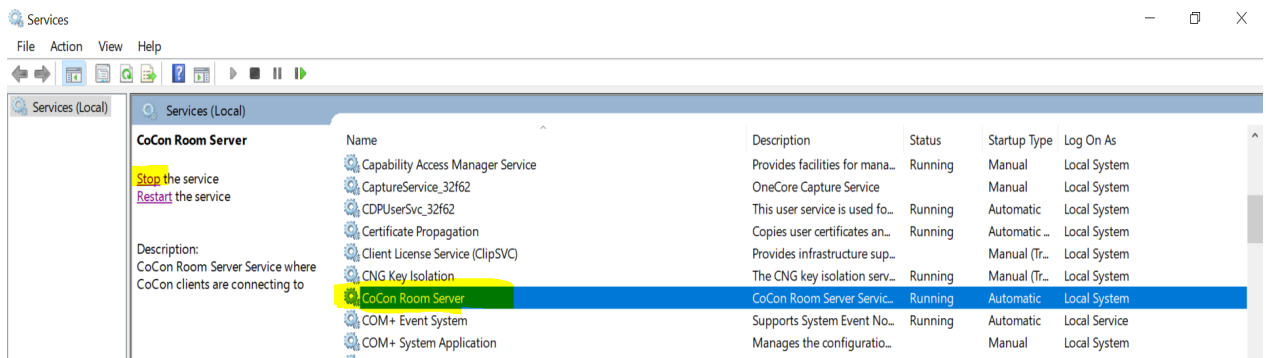 Services
File Action View Help
Services (Local)
Services (Local)
CoCon Room Server
Stop the service
Restart the service
Description:
CoCon Room Server Service where
CoCon clients are connecting to
Name Description Status Startup Type Log On As
Capability Access Manager Service Provides facilities for mana... Running Manual Local System
CaptureService_32f62 OneCore Capture Service Manual Local System
CDPUserSvc_32f62 This user service is used fo... Running Automatic Local System
Certificate Propagation Copies user certificates an... Running Automatic ... Local System
Client License Service (ClipSVC) Provides infrastructure sup... Manual (Tr... Local System
CNG Key Isolation The CNG key isolation serv... Running Manual (Tr... Local System
CoCon Room Server CoCon Room Server Servic... Running Automatic Local System
COM+ Event System Supports System Event No... Running Automatic Local Service
COM+ System Application Manages the configuratio... Manual Local System